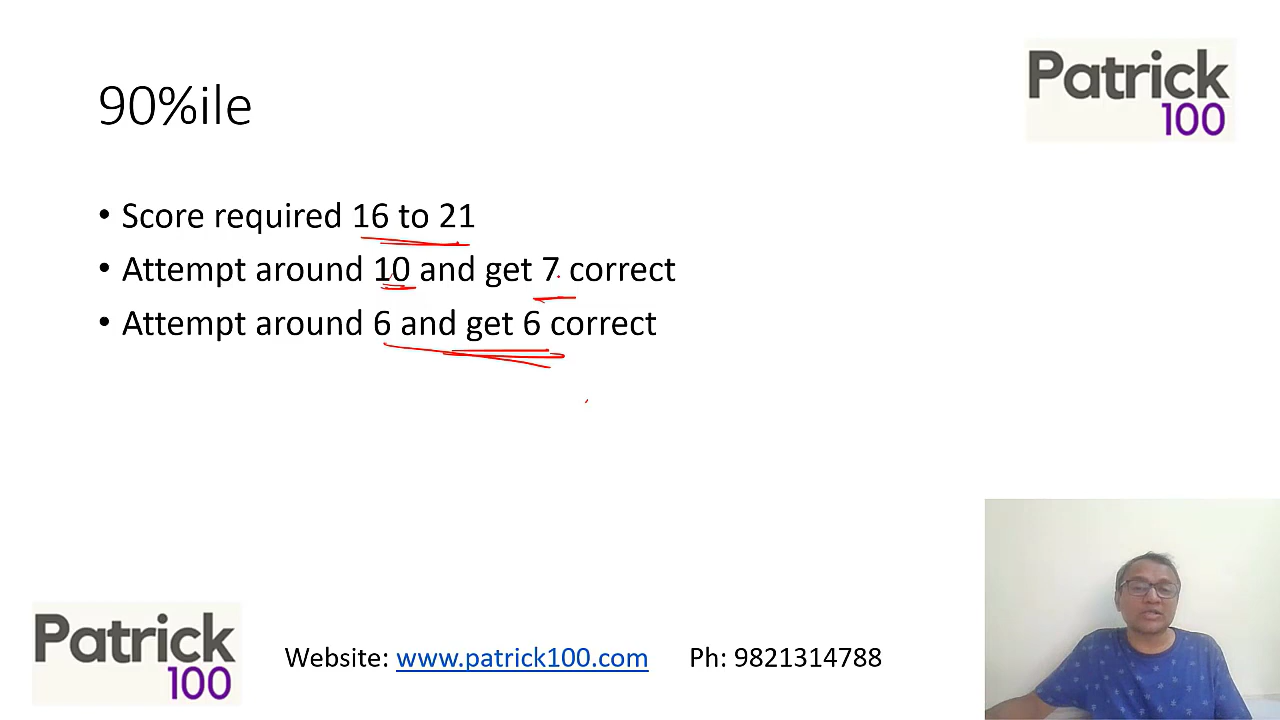 Patrick
100
90%ile
• Score required 16 to 21
• Attempt around 10 and get 7 correct
• Attempt around 6 and get 6 correct
Patrick
100
Website: www.patrick100.com Ph: 9821314788